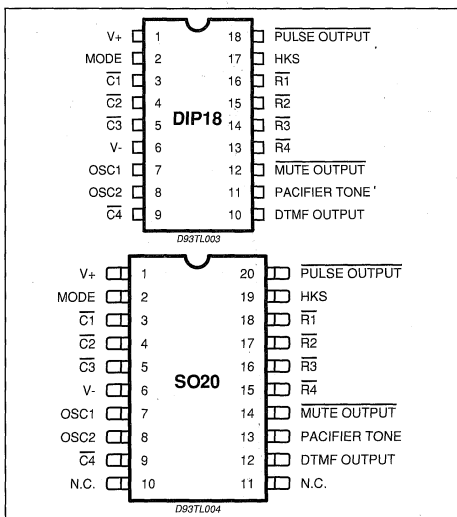 V+ 1 18 PULSE OUTPUT
MODE 2 17 HKS
C1 3 16 R1
C2 4 15 R2
DIP18
C3 5 14 R3
V- 6 13 R4
OSC1 7 12 MUTE OUTPUT
OSC2 8 11 PACIFIER TONE
C4 9 10 DTMF OUTPUT
D93TL003
V+ 1 20 PULSE OUTPUT
MODE 2 19 HKS
C1 3 18 R1
C2 4 17 R2
C3 5 16 R3
SO20
V- 6 15 R4
OSC1 7 14 MUTE OUTPUT
OSC2 8 13 PACIFIER TONE
C4 9 12 DTMF OUTPUT
N.C. 10 11 N.C.
D93TL004